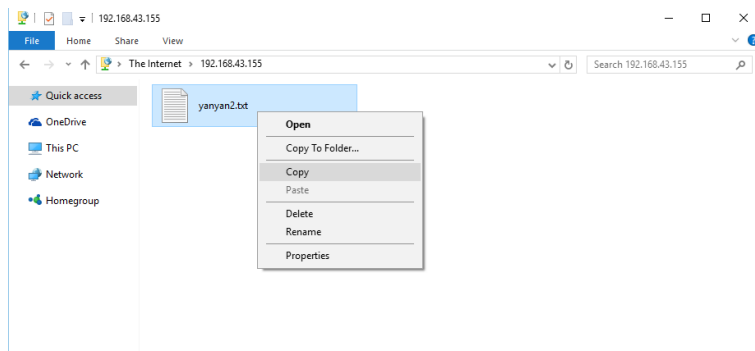 192.168.43.155
File Home Share View
The Internet 192.168.43.155
Search 192.168.43.155
Quick access
OneDrive
This PC
Network
Homegroup
yanyan2.txt
Open
Copy To Folder...
Copy
Paste
Delete
Rename
Properties